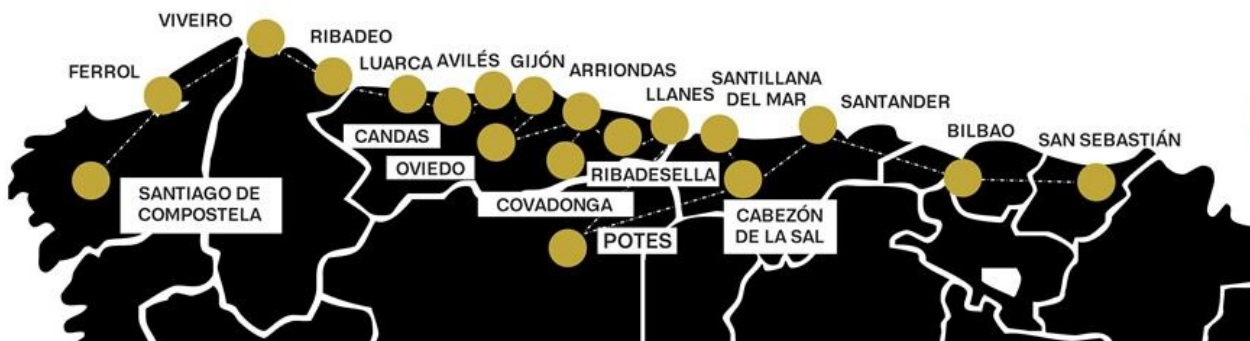 VIVEIRO
RIBADEO
FERROL
LUARCA
AVILÉS
GIJÓN
ARRIONDAS
SANTILLANA
DEL MAR
LLANES
SANTANDER
BILBAO
SAN SEBASTIÁN
CANDAS
OVIEDO
RIBADESELLA
SANTIAGO DE
COMPOSTELA
COVADONGA
CABEZÓN
DE LA SAL
POTES